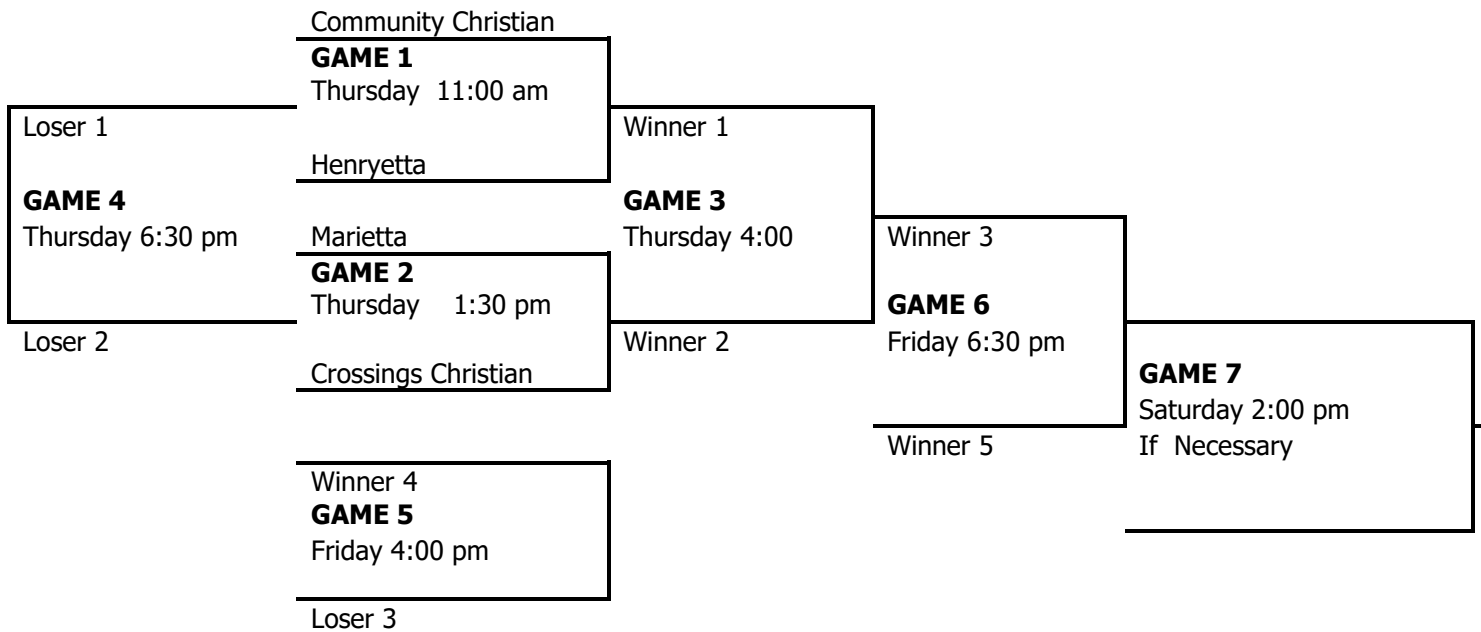 Community Christian
GAME 1
Thursday 11:00 am
Loser 1
Winner 1
Henryetta
GAME 4
GAME 3
Thursday 6:30 pm
Marietta
Thursday 4:00
Winner 3
GAME 2
Thursday 1:30 pm
GAME 6
Loser 2
Winner 2
Friday 6:30 pm
Crossings Christian
GAME 7
Saturday 2:00 pm
Winner 5
If Necessary
Winner 4
GAME 5
Friday 4:00 pm
Loser 3